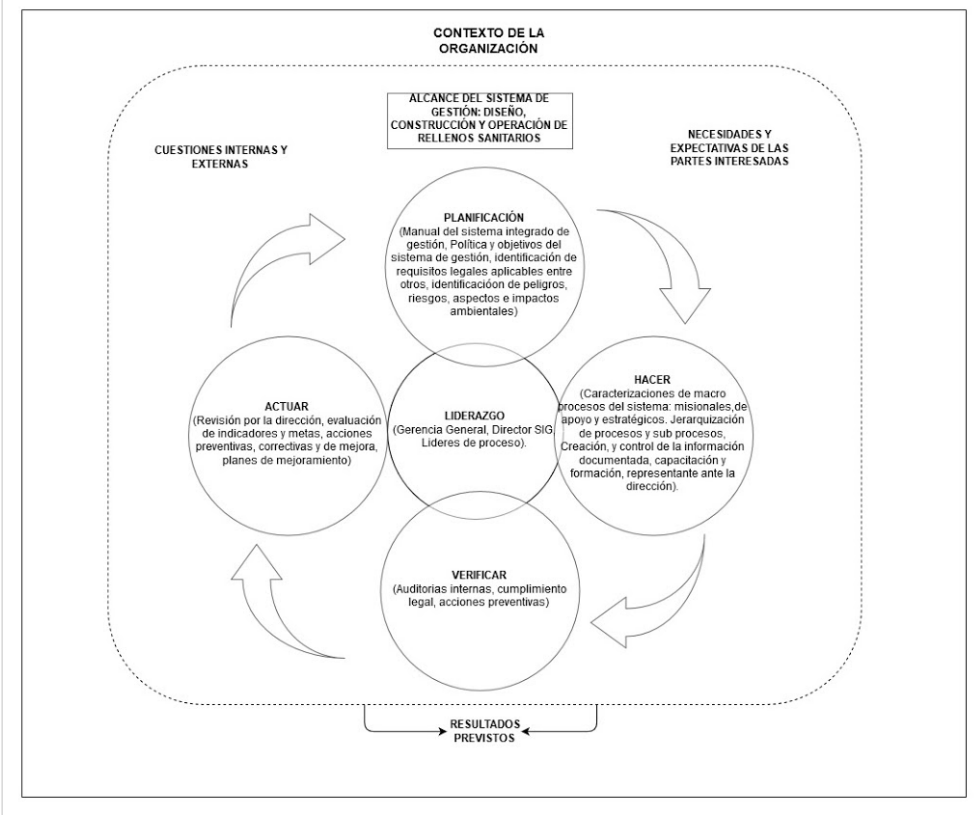 CONTEXTO DE LA
ORGANIZACIÓN
ALCANCE DEL SISTEMA DE
GESTIÓN: DISEÑO,
CONSTRUCCIÓN Y OPERACIÓN DE
RELLENOS SANITARIOS
CUESTIONES INTERNAS Y
EXTERNAS
NECESIDADES Y
EXPECTATIVAS DE LAS
PARTES INTERESADAS
PLANIFICACIÓN
(Manual del sistema integrado de
gestión, Política y objetivos del
sistema de gestión, identificación de
requisitos legales aplicables entre
otros, identificacióon de peligros,
riesgos, aspectos e impactos
ambientales)
HACER
(Caracterizaciones de macro
procesos del sistema: misionales,de
apoyo y estratégicos. Jerarquización
de procesos y sub procesos,
Creación, y control de la información
documentada, capacitación y
formación, representante ante la
dirección).
ACTUAR
(Revisión por la dirección, evaluación
de indicadores y metas, acciones
preventivas, correctivas y de mejora,
planes de mejoramiento)
LIDERAZGO
(Gerencia General, Director SIG,
Lideres de proceso).
VERIFICAR
(Auditorias internas, cumplimiento
legal, acciones preventivas)
RESULTADOS
PREVISTOS